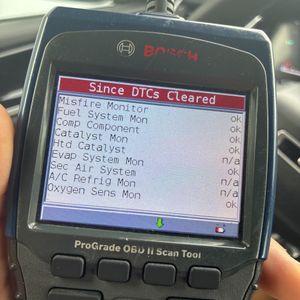 BOSCH
Since DTCs Cleared
Misfire Monitor ok
Fuel System Mon ok
Comp Component ok
Catalyst Mon ok
Htd Catalyst n/a
Evap System Mon ok
Sec Air System n/a
A/C Refrig Mon n/a
Oxygen Sens Mon ok
ProGrade OBD II Scan Tool